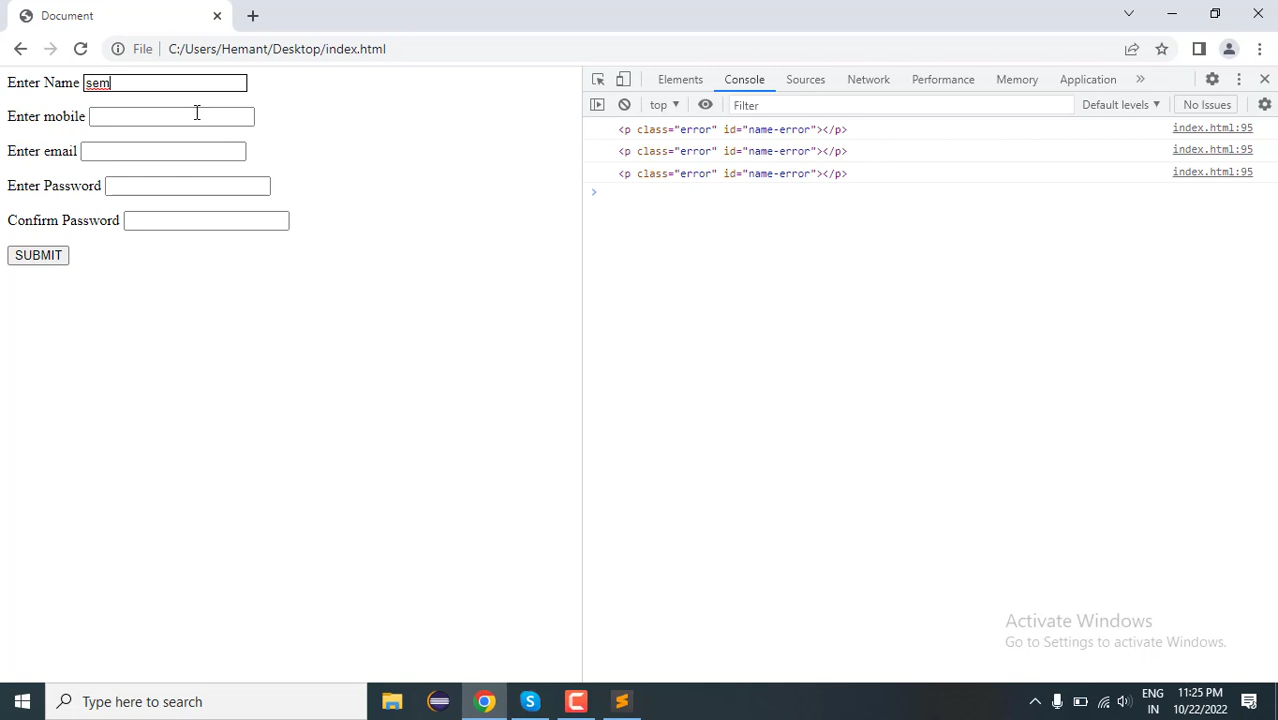 Document
File C:/Users/Hemant/Desktop/index.html
Enter Name sem
Enter mobile
Enter email
Enter Password
Confirm Password
SUBMIT
Elements Console Sources Network Performance Memory Application »
top Filter Default levels No Issues
<p class="error" id="name-error"></p> index.html:95
<p class="error" id="name-error"></p> index.html:95
<p class="error" id="name-error"></p> index.html:95
Activate Windows
Go to Settings to activate Windows.
Type here to search
ENG
IN
11:25 PM
10/22/2022